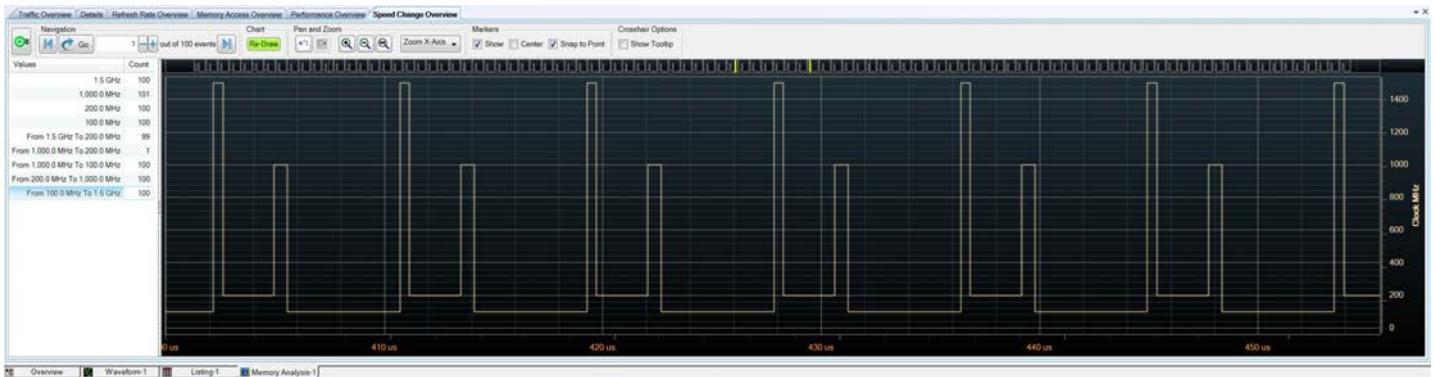 Traffic Overview Details Refresh Rate Overview Memory Access Overview Performance Overview Speed Change Overview
Navigation Chart Pan and Zoom Markers Crosshair Options
Go 1 out of 100 events Re-Draw Zoom X-Axis Show Center Snap to Point Show Tooltip
Values Count
1.5 GHz 100
1,000.0 MHz 101
200.0 MHz 100
100.0 MHz 100
From 1.5 GHz To 200.0 MHz 99
From 1,000.0 MHz To 200.0 MHz 1
From 1,000.0 MHz To 100.0 MHz 100
From 200.0 MHz To 1,000.0 MHz 100
From 100.0 MHz To 1.5 GHz 100
1400
1200
1000
800
600
400
200
0
Clock MHz
0 us 410 us 420 us 430 us 440 us 450 us
Overview Waveform-1 Listing-1 Memory Analysis-1